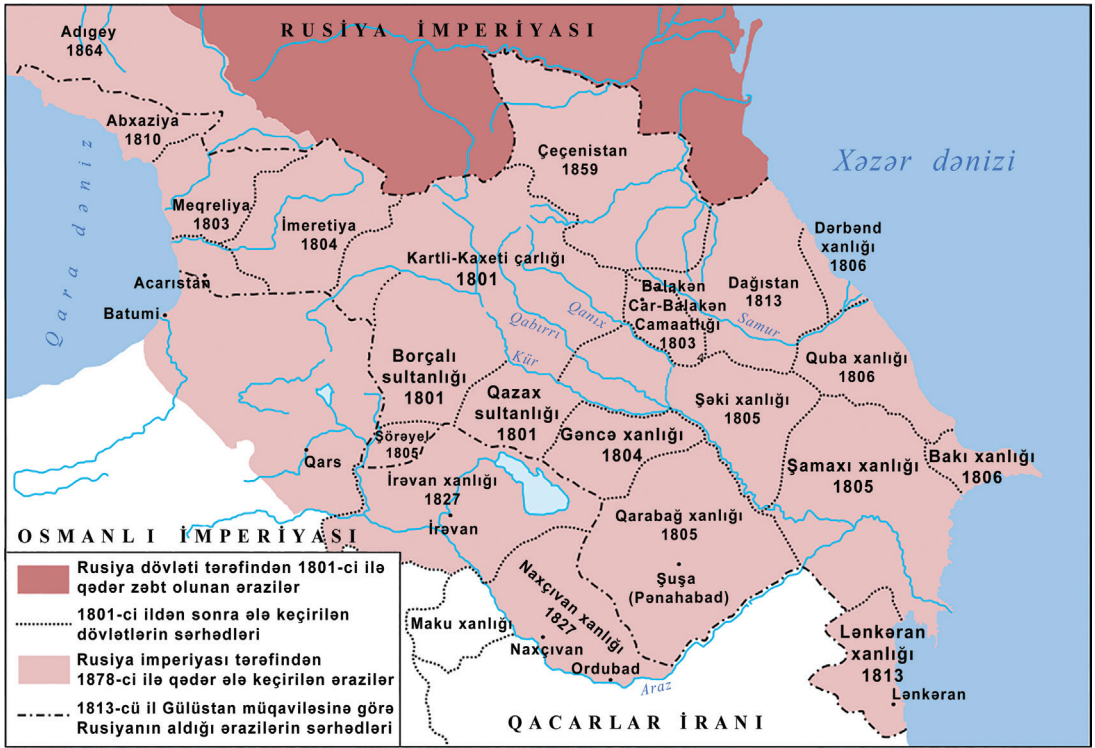 RUSİYA İMPERİYASI
Adıgey
1864
Abxaziya
1810
Qara dəniz
Meqreliya
1803
İmeretiya
1804
Çeçenistan
1859
Xəzər dənizi
Dərbənd
xanlığı
1806
Kartli-Kaxeti çarlığı
1801
Acarıstan
Batumi
Balakən
Car-Balakən
Camaatlığı
1803
Dağıstan
1813
Samur
Qanıx
Qabırrı
Kür
Borçalı
sultanlığı
1801
Qazax
sultanlığı
1801
Quba xanlığı
1806
Şəki xanlığı
1805
Şörəyel
1805
Gəncə xanlığı
1804
Şamaxı xanlığı
1805
Bakı xanlığı
1806
Qars
İrəvan xanlığı
1827
İrəvan
Qarabağ xanlığı
1805
Şuşa
(Pənahabad)
OSMANLI İMPERİYASI
Naxçıvan xanlığı
1827
Maku xanlığı
Naxçıvan
Ordubad
Araz
Lənkəran
xanlığı
1813
Lənkəran
QACARLAR İRANI
Rusiya dövləti tərəfindən 1801-ci ilə
qədər zəbt olunan ərazilər
1801-ci ildən sonra ələ keçirilən
dövlətlərin sərhədləri
Rusiya imperiyası tərəfindən
1878-ci ilə qədər ələ keçirilən ərazilər
1813-cü il Gülüstan müqaviləsinə görə
Rusiyanın aldığı ərazilərin sərhədləri